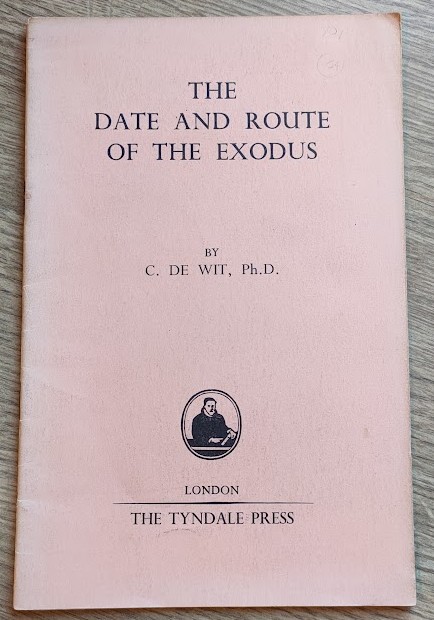 THE
DATE AND ROUTE
OF THE EXODUS
BY
C. DE WIT, Ph.D.
LONDON
THE TYNDALE PRESS